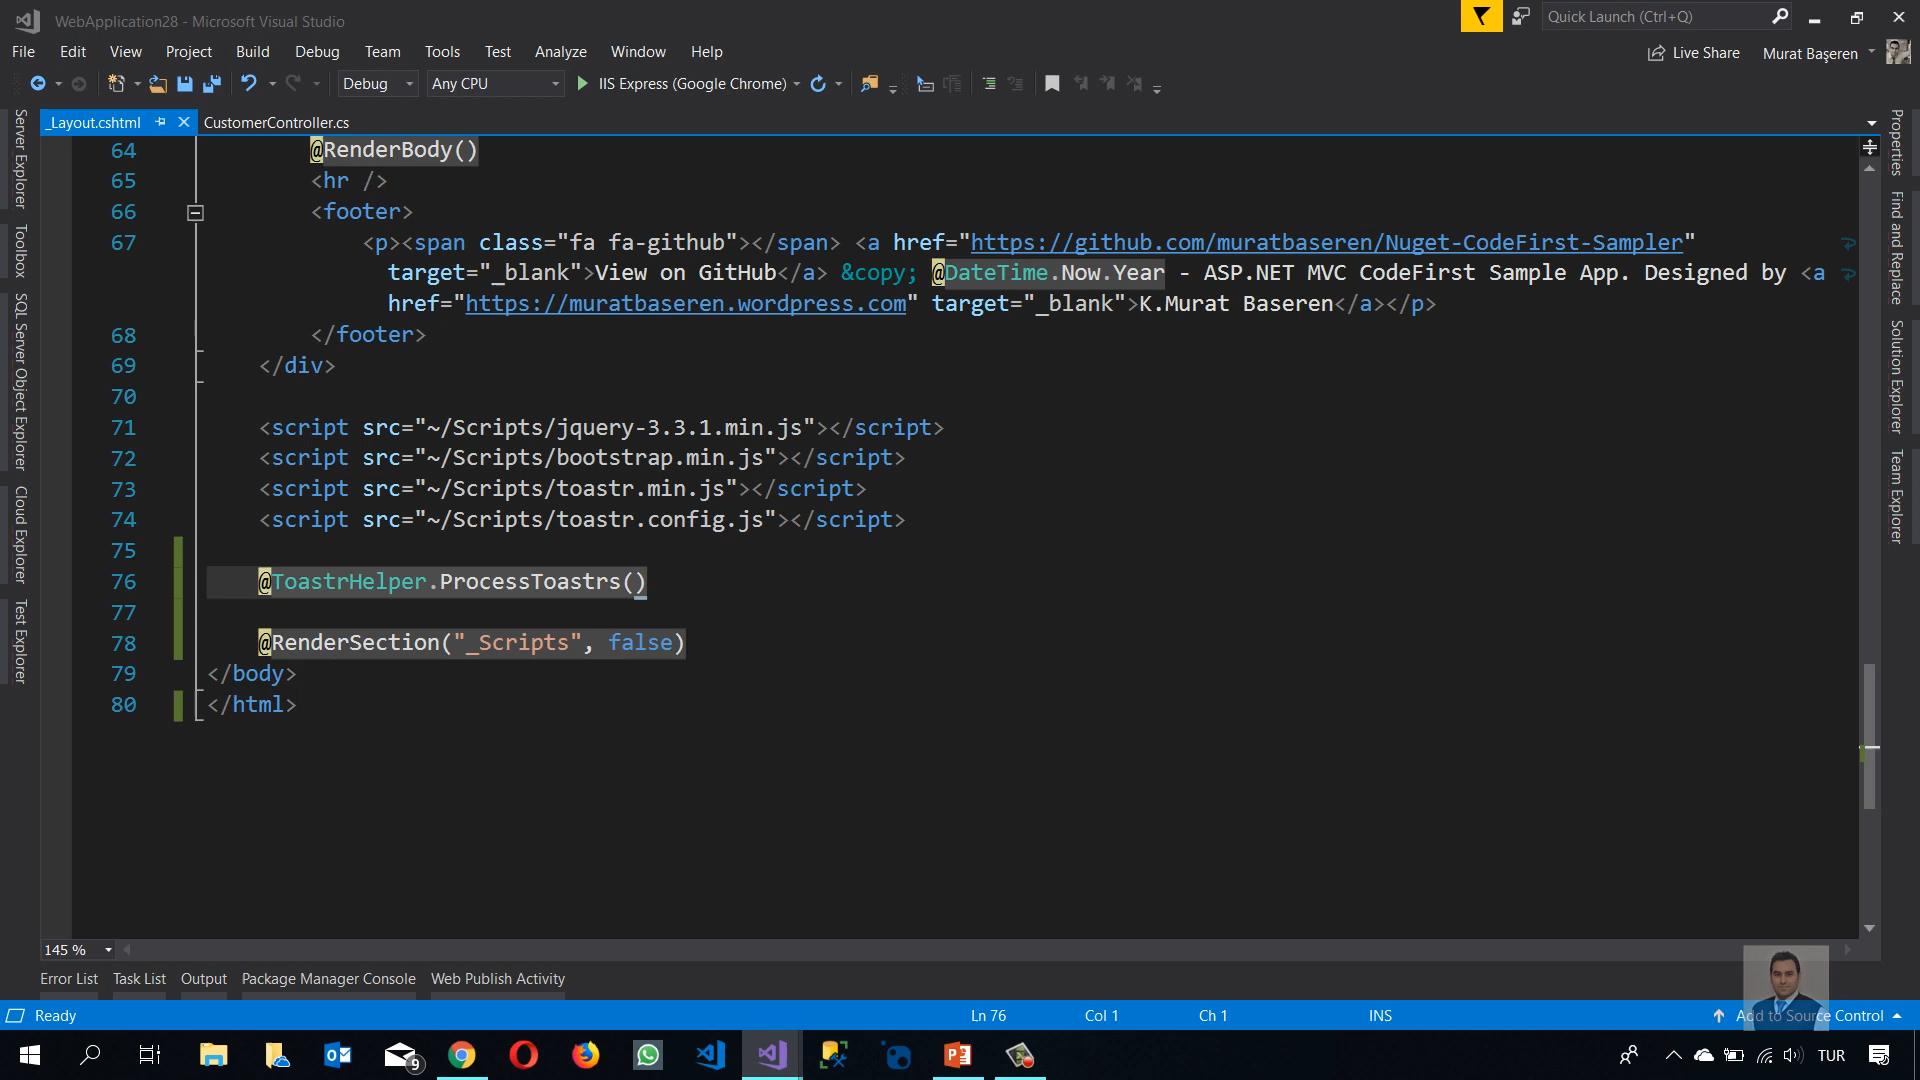 WebApplication28 - Microsoft Visual Studio
Quick Launch (Ctrl+Q)
File Edit View Project Build Debug Team Tools Test Analyze Window Help
Live Share Murat Başeren
Debug Any CPU IIS Express (Google Chrome)
_Layout.cshtml CustomerController.cs
Server Explorer
Toolbox
SQL Server Object Explorer
Cloud Explorer
Test Explorer
64 @RenderBody()
65 <hr />
66 <footer>
67 <p><span class="fa fa-github"></span> <a href="https://github.com/muratbaseren/Nuget-CodeFirst-Sampler"
target="_blank">View on GitHub</a> &copy; @DateTime.Now.Year - ASP.NET MVC CodeFirst Sample App. Designed by <a
href="https://muratbaseren.wordpress.com" target="_blank">K.Murat Baseren</a></p>
68 </footer>
69 </div>
70
71 <script src="~/Scripts/jquery-3.3.1.min.js"></script>
72 <script src="~/Scripts/bootstrap.min.js"></script>
73 <script src="~/Scripts/toastr.min.js"></script>
74 <script src="~/Scripts/toastr.config.js"></script>
75
76 @ToastrHelper.ProcessToastrs()
77
78 @RenderSection("_Scripts", false)
79 </body>
80 </html>
Properties
Find and Replace
Solution Explorer
Team Explorer
145 %
Error List Task List Output Package Manager Console Web Publish Activity
Ready Ln 76 Col 1 Ch 1 INS Add to Source Control
9 TUR